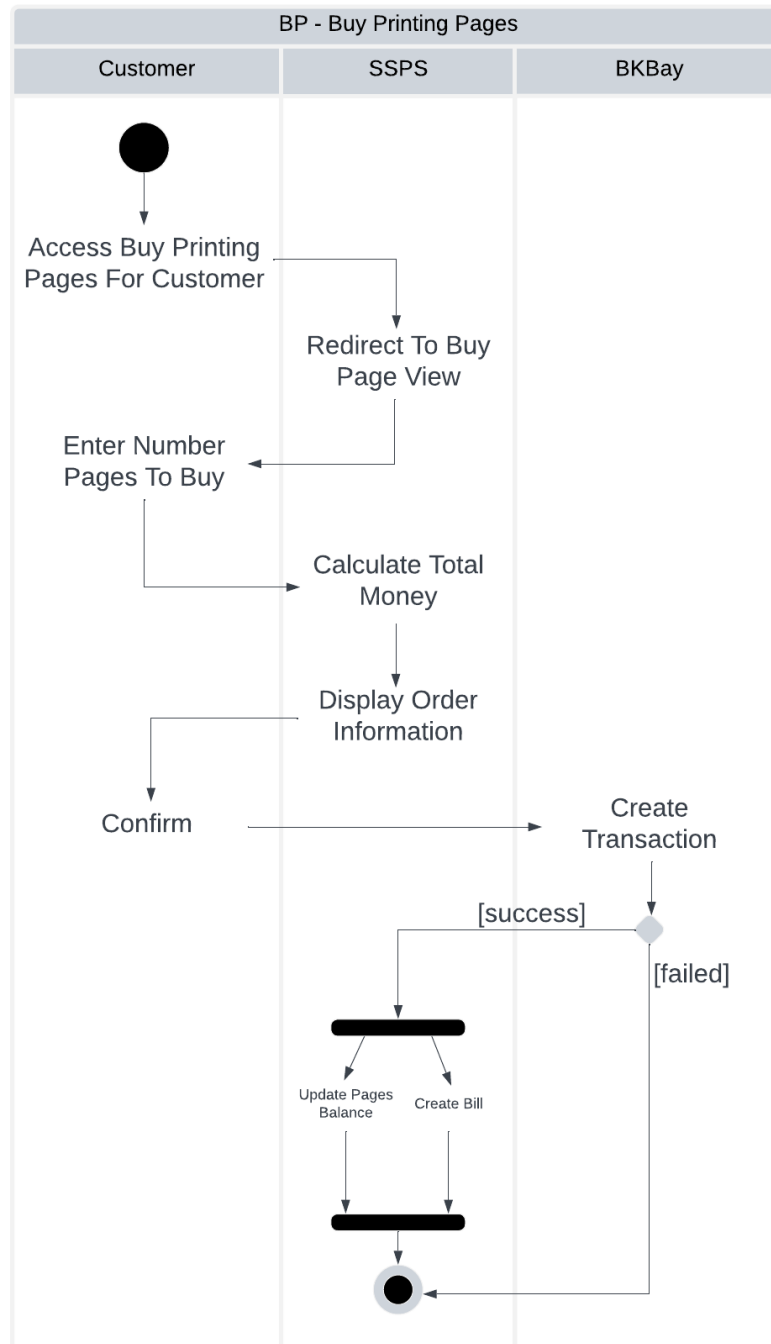 BP - Buy Printing Pages
Customer
SSPS
BKBay
Access Buy Printing
Pages For Customer
Redirect To Buy
Page View
Enter Number
Pages To Buy
Calculate Total
Money
Display Order
Information
Confirm
Create
Transaction
[success]
[failed]
Update Pages
Balance
Create Bill